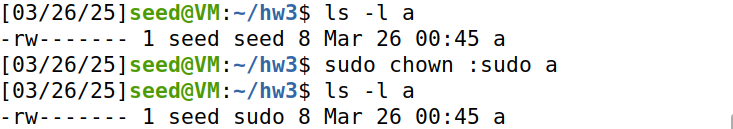 [03/26/25]seed@VM:~/hw3$ ls -l a
-rw------- 1 seed seed 8 Mar 26 00:45 a
[03/26/25]seed@VM:~/hw3$ sudo chown :sudo a
[03/26/25]seed@VM:~/hw3$ ls -l a
-rw------- 1 seed sudo 8 Mar 26 00:45 a